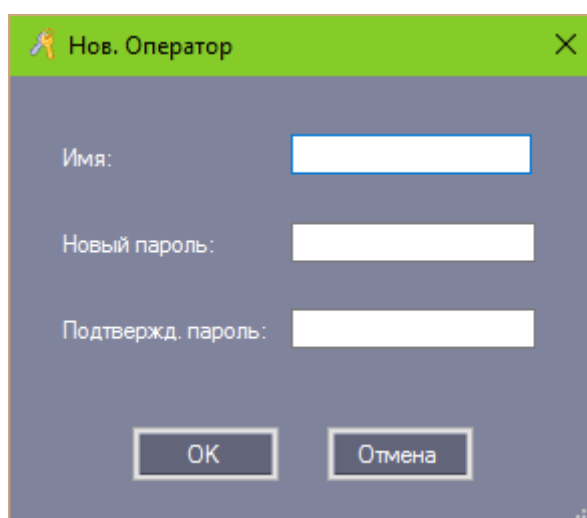 Нов. Оператор
Имя:
Новый пароль:
Подтвержд. пароль:
OK
Отмена